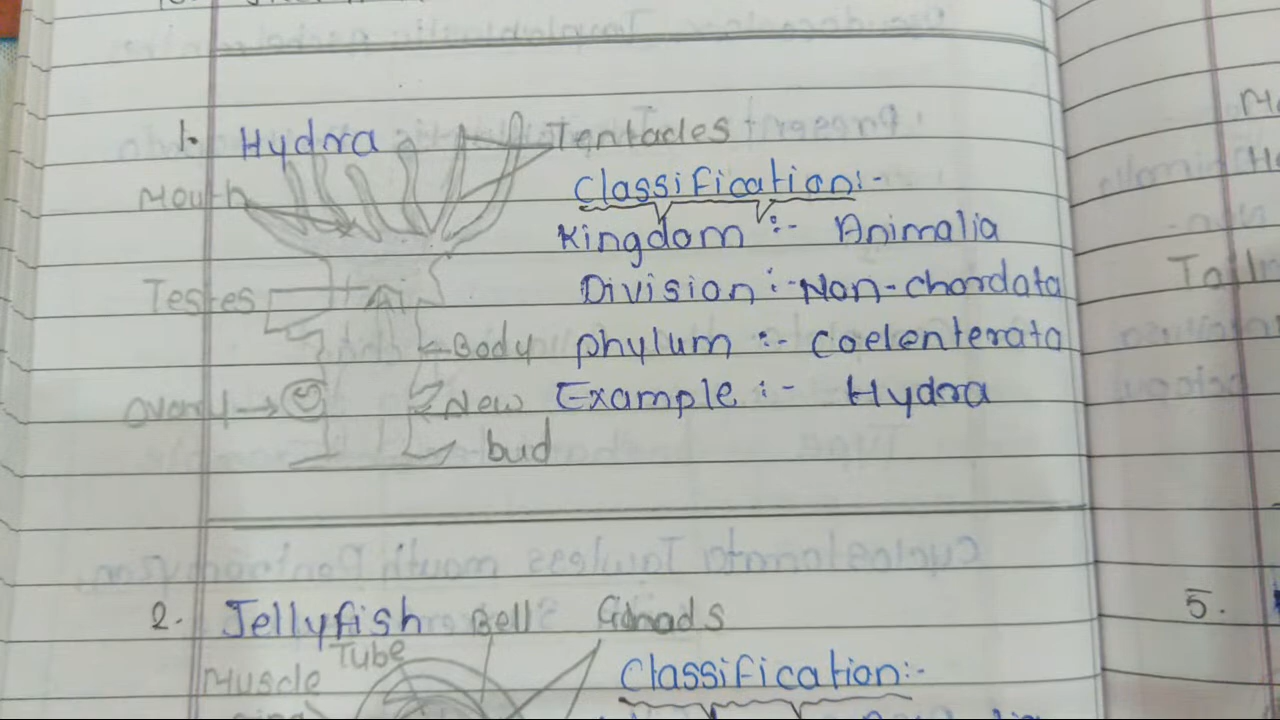 1. Hydra
Tentacles
Mouth
Classification:-
Kingdom :- Animalia
Testes
Division :- Non-chordata
Body
phylum :- Coelenterata
Ovary
New
bud
Example :- Hydra
2. Jellyfish
Bell
Gonads
Tube
Muscle
Classification:-
5.